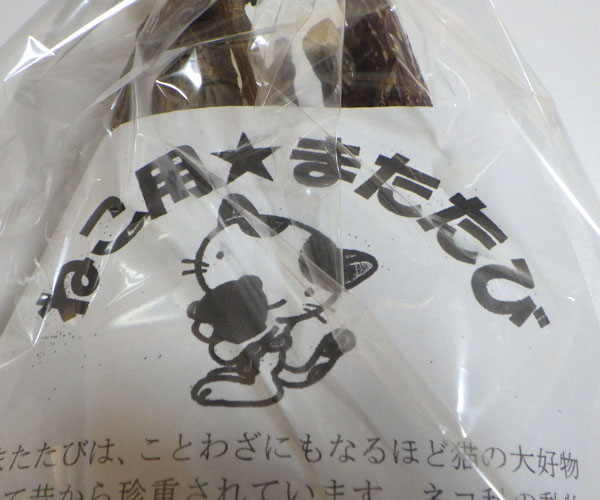 ねこ用★またたび
またたびは、ことわざにもなるほど猫の大好物
て昔から珍重されています。ネコ科の動物